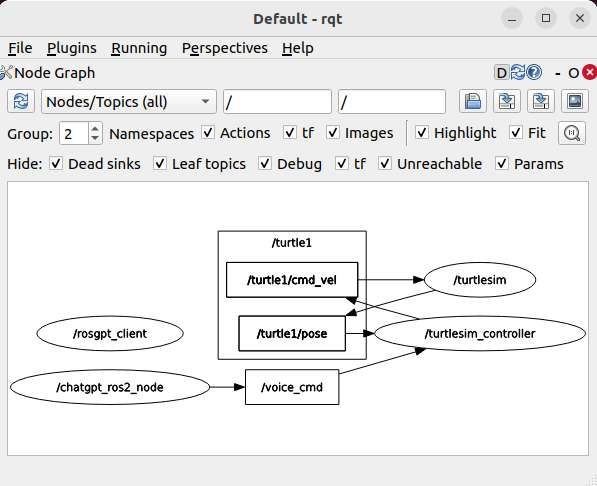 Default - rqt
File Plugins Running Perspectives Help
Node Graph D - O
Nodes/Topics (all) / /
Group: 2 Namespaces Actions tf Images Highlight Fit
Hide: Dead sinks Leaf topics Debug tf Unreachable Params
/turtle1
/turtle1/cmd_vel /turtlesim
/rosgpt_client /turtle1/pose /turtlesim_controller
/chatgpt_ros2_node /voice_cmd